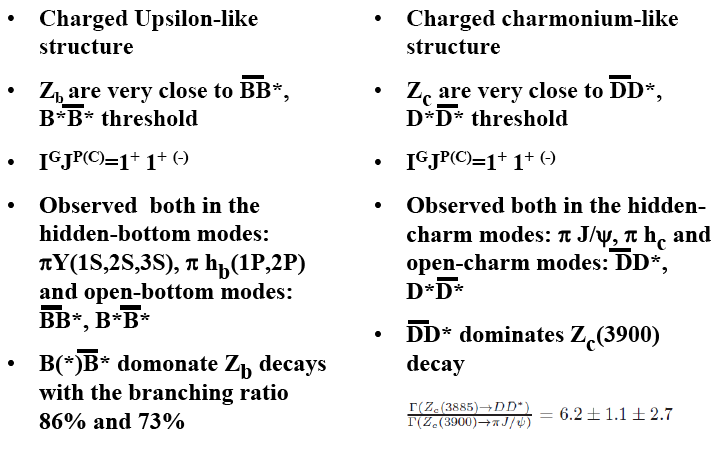 • Charged Upsilon-like
structure
• Z_b are very close to B̅B*,
B*B̅* threshold
• I^GJ^P(C)=1⁺ 1⁺ ⁽⁻⁾
• Observed both in the
hidden-bottom modes:
πY(1S,2S,3S), π h_b(1P,2P)
and open-bottom modes:
B̅B*, B*B̅*
• B(*)B̅* domonate Z_b decays
with the branching ratio
86% and 73%
• Charged charmonium-like
structure
• Z_c are very close to D̅D*,
D*D̅* threshold
• I^GJ^P(C)=1⁺ 1⁺ ⁽⁻⁾
• Observed both in the hidden-
charm modes: π J/ψ, π h_c and
open-charm modes: D̅D*,
D*D̅*
• D̅D* dominates Z_c(3900)
decay
Γ(Z_c(3885)→DD̄*)
Γ(Z_c(3900)→πJ/ψ) = 6.2 ± 1.1 ± 2.7